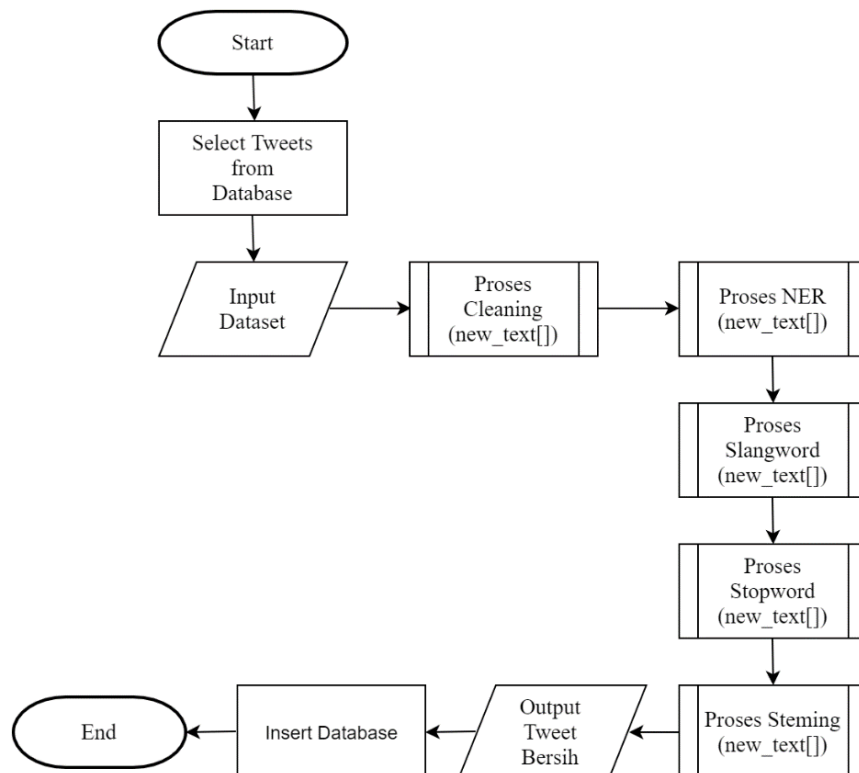 Start
Select Tweets
from
Database
Input
Dataset
Proses
Cleaning
(new_text[])
Proses NER
(new_text[])
Proses
Slangword
(new_text[])
Proses
Stopword
(new_text[])
Proses Steming
(new_text[])
Output
Tweet
Bersih
Insert Database
End